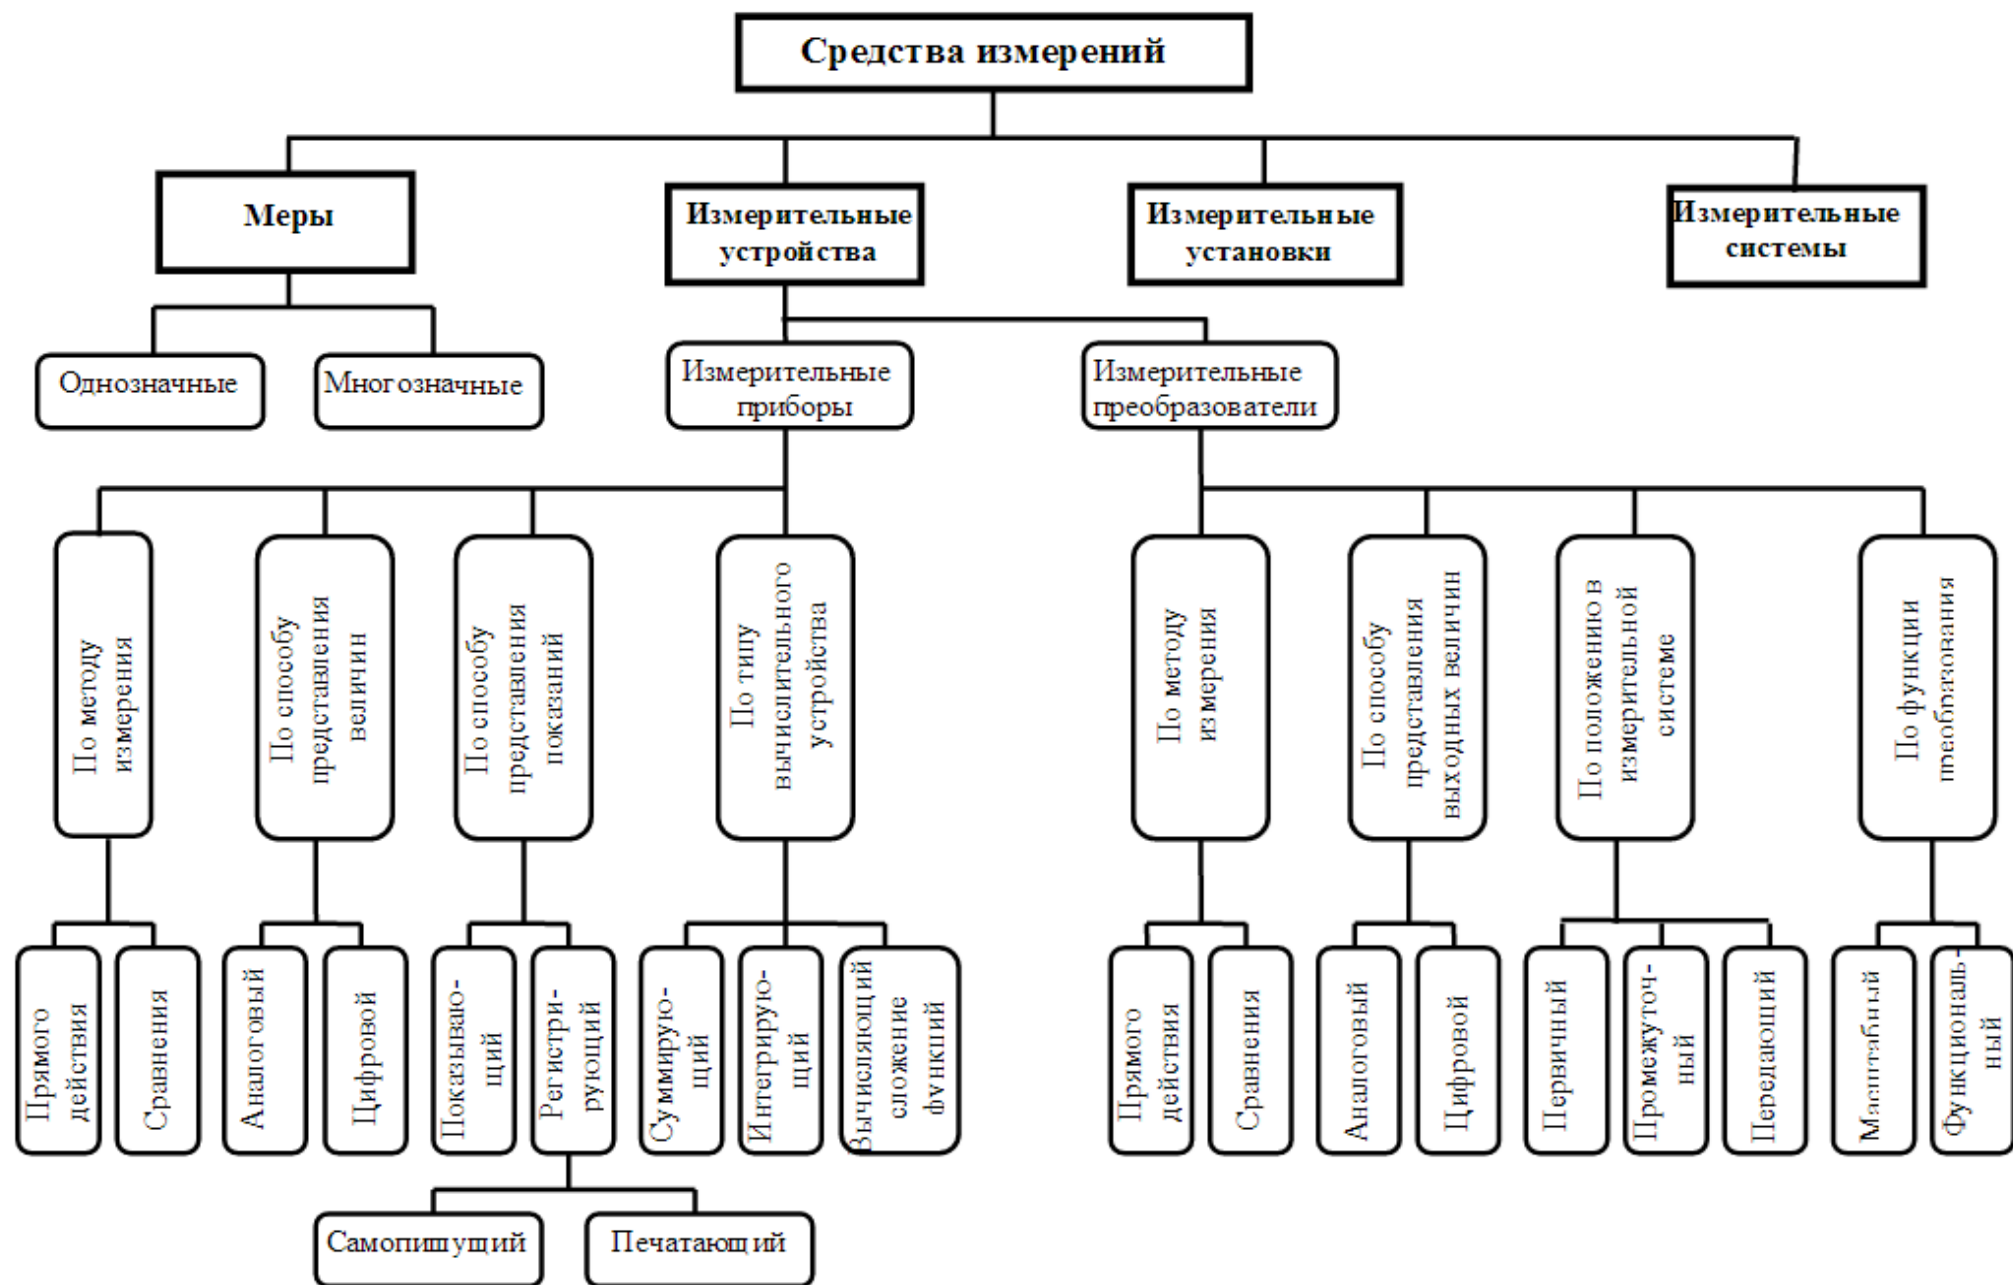 Средства измерений
Меры
Измерительные
устройства
Измерительные
установки
Измерительные
системы
Однозначные
Многозначные
Измерительные
приборы
Измерительные
преобразователи
По методу
измерения
По способу
представления
величин
По способу
представления
показаний
По типу
вычислительного
устройства
По методу
измерения
По способу
представления
выходных величин
По положению в
измерительной
системе
По функции
преобразования
Прямого
действия
Сравнения
Аналоговый
Цифровой
Показываю-
щий
Регистри-
рующий
Суммирую-
щий
Интегрирую-
щий
Вычисляющий
сложение
функций
Прямого
действия
Сравнения
Аналоговый
Цифровой
Первичный
Промежуточ-
ный
Передающий
Масштабный
Функциональ-
ный
Самопишущий
Печатающий